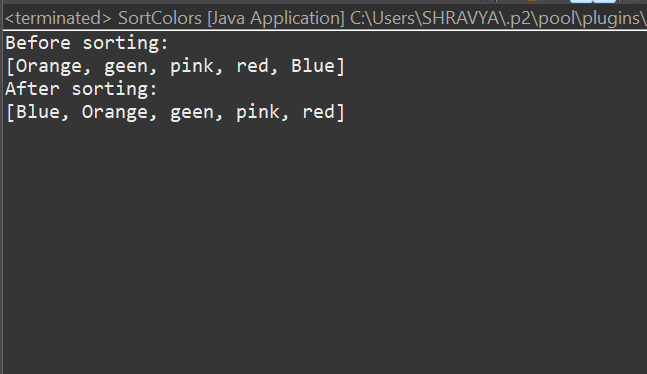 <terminated> SortColors [Java Application] C:\Users\SHRAVYA\.p2\pool\plugins\
Before sorting:
[Orange, geen, pink, red, Blue]
After sorting:
[Blue, Orange, geen, pink, red]